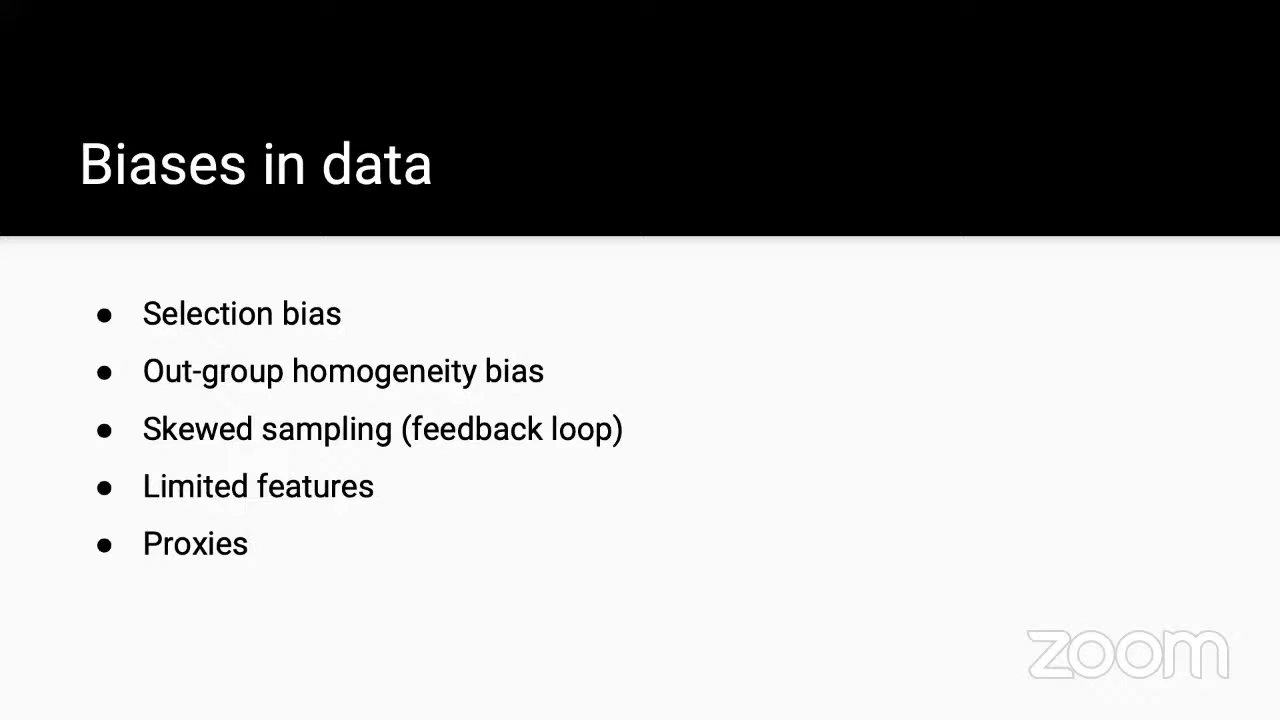 Biases in data
● Selection bias
● Out-group homogeneity bias
● Skewed sampling (feedback loop)
● Limited features
● Proxies
zoom